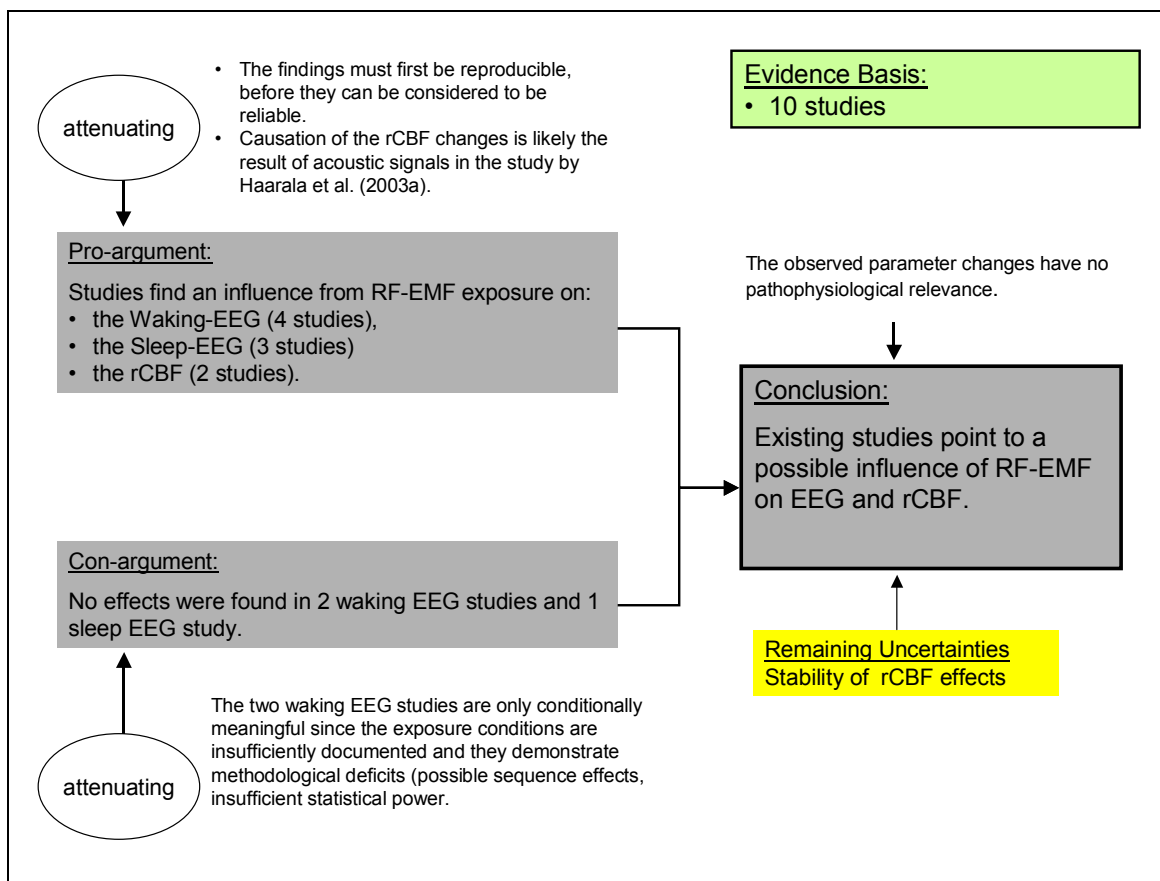 attenuating
• The findings must first be reproducible,
before they can be considered to be
reliable.
• Causation of the rCBF changes is likely the
result of acoustic signals in the study by
Haarala et al. (2003a).
Evidence Basis:
• 10 studies
Pro-argument:
Studies find an influence from RF-EMF exposure on:
• the Waking-EEG (4 studies),
• the Sleep-EEG (3 studies)
• the rCBF (2 studies).
The observed parameter changes have no
pathophysiological relevance.
Conclusion:
Existing studies point to a
possible influence of RF-EMF
on EEG and rCBF.
Con-argument:
No effects were found in 2 waking EEG studies and 1
sleep EEG study.
Remaining Uncertainties
Stability of rCBF effects
attenuating
The two waking EEG studies are only conditionally
meaningful since the exposure conditions are
insufficiently documented and they demonstrate
methodological deficits (possible sequence effects,
insufficient statistical power.